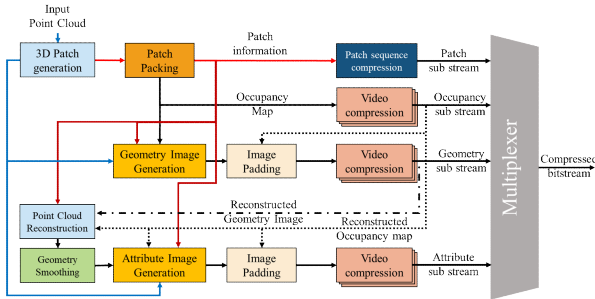 Input
Point Cloud
3D Patch
generation
Patch
Packing
Patch
information
Patch sequence
compression
Patch
sub stream
Occupancy
Map
Video
compression
Occupancy
sub stream
Geometry Image
Generation
Image
Padding
Video
compression
Geometry
sub stream
Multiplexer
Compressed
bitstream
Point Cloud
Reconstruction
Reconstructed
Geometry Image
Reconstructed
Occupancy map
Geometry
Smoothing
Attribute Image
Generation
Image
Padding
Video
compression
Attribute
sub stream